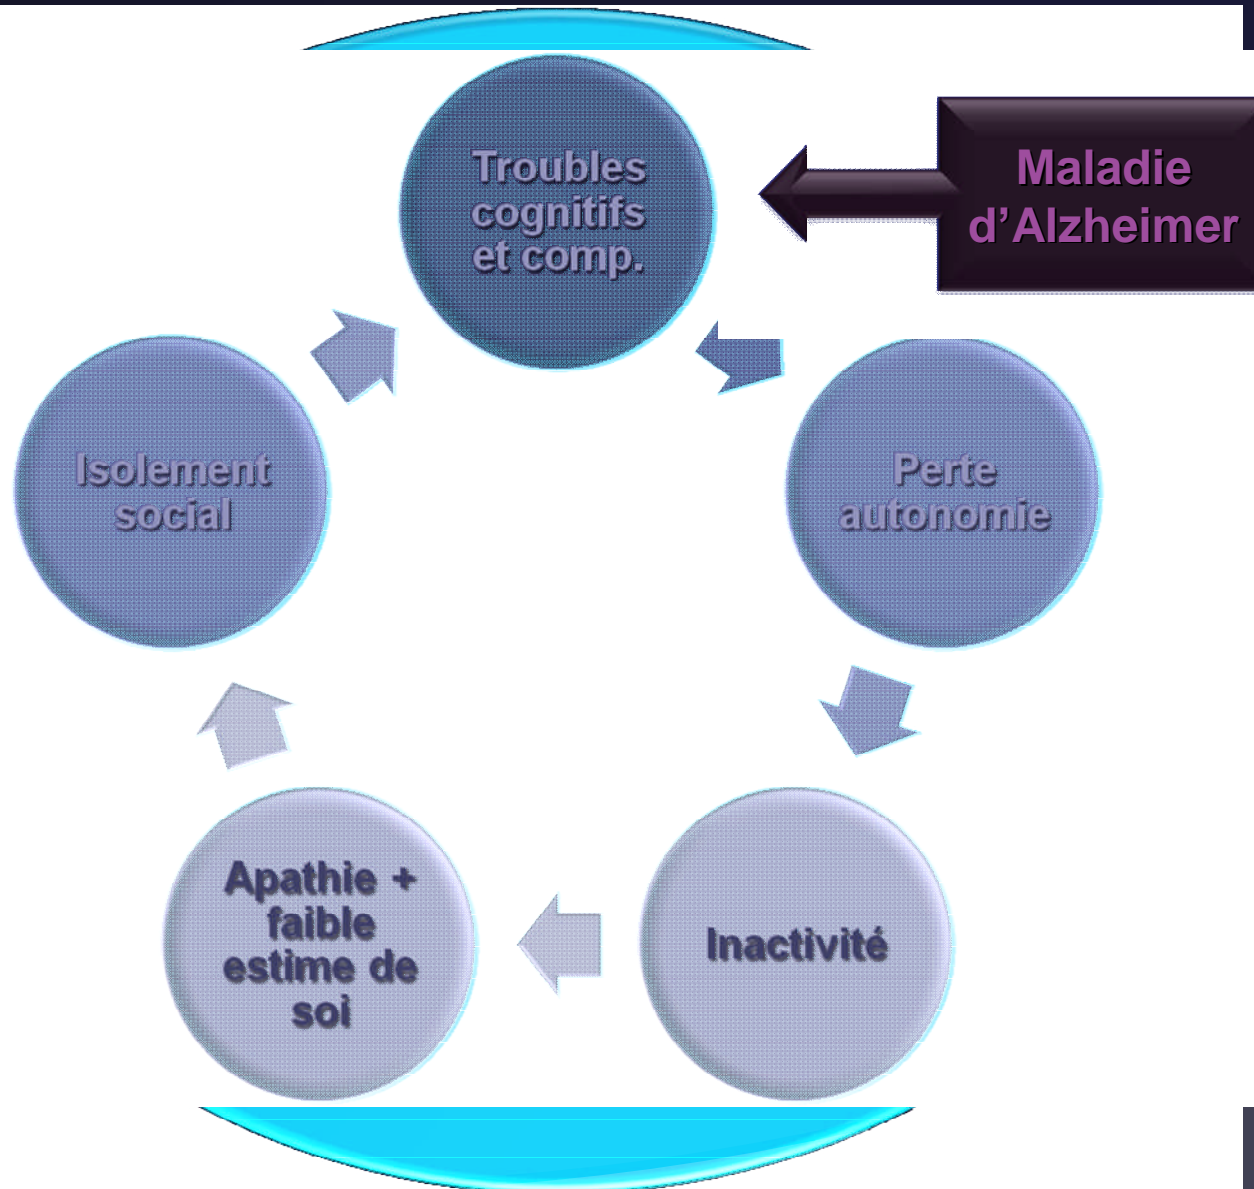 Troubles
cognitifs
et comp.
Maladie
d’Alzheimer
Isolement
social
Perte
autonomie
Apathie +
faible
estime de
soi
Inactivité